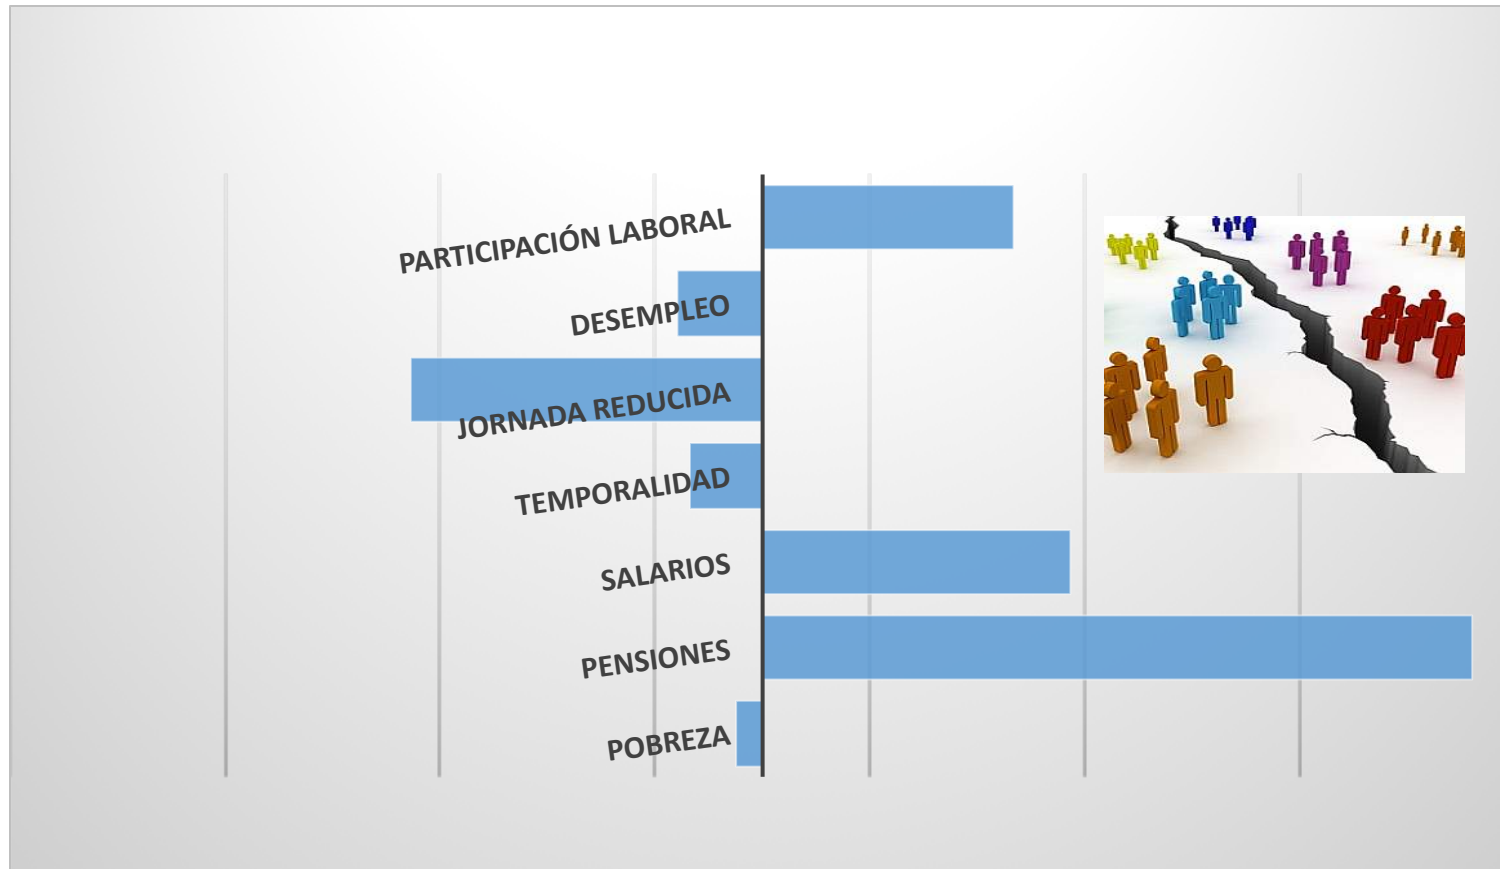 PARTICIPACIÓN LABORAL
DESEMPLEO
JORNADA REDUCIDA
TEMPORALIDAD
SALARIOS
PENSIONES
POBREZA